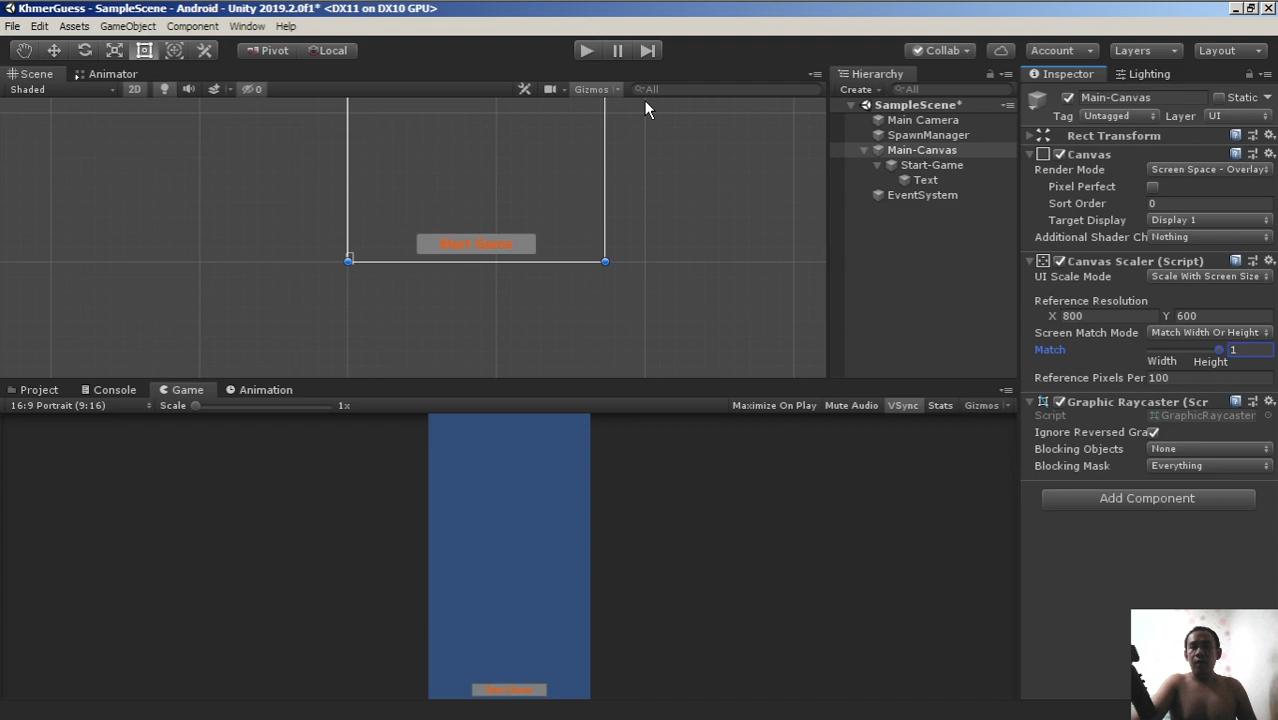 KhmerGuess - SampleScene - Android - Unity 2019.2.0f1* <DX11 on DX10 GPU>
File Edit Assets GameObject Component Window Help
Pivot Local Collab Account Layers Layout
Scene Animator
Shaded 2D 0 Gizmos All
Start Game
Hierarchy
Create All
SampleScene*
Main Camera
SpawnManager
Main-Canvas
Start-Game
Text
EventSystem
Inspector Lighting
Main-Canvas Static
Tag Untagged Layer UI
Rect Transform
Canvas
Render Mode Screen Space - Overlay
Pixel Perfect
Sort Order 0
Target Display Display 1
Additional Shader Ch Nothing
Canvas Scaler (Script)
UI Scale Mode Scale With Screen Size
Reference Resolution
X 800 Y 600
Screen Match Mode Match Width Or Height
Match 1
Width Height
Reference Pixels Per 100
Graphic Raycaster (Scr
Script GraphicRaycaster
Ignore Reversed Gra
Blocking Objects None
Blocking Mask Everything
Add Component
Project Console Game Animation
16:9 Portrait (9:16) Scale 1x Maximize On Play Mute Audio VSync Stats Gizmos
Start Game